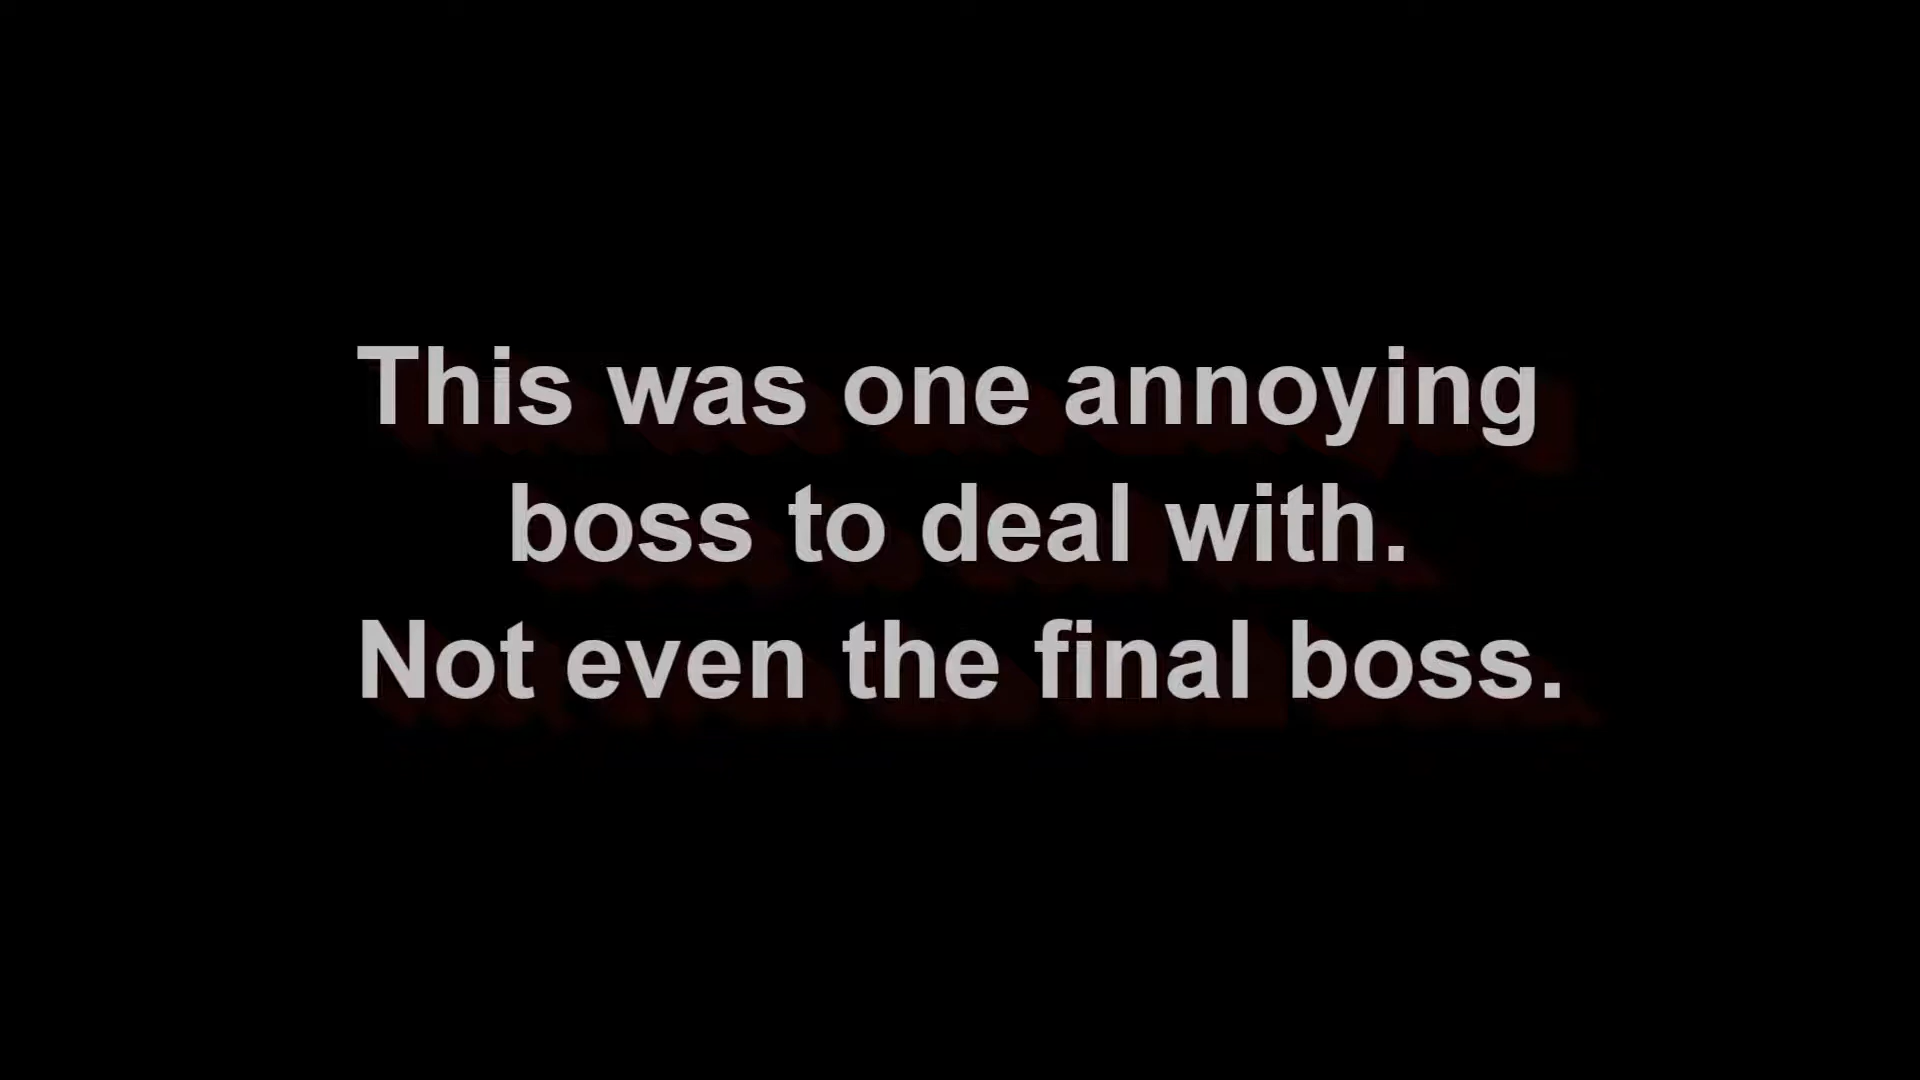 This was one annoying
boss to deal with.
Not even the final boss.